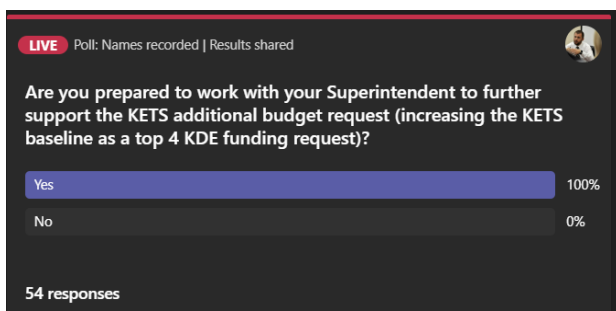 LIVE Poll: Names recorded | Results shared
Are you prepared to work with your Superintendent to further
support the KETS additional budget request (increasing the KETS
baseline as a top 4 KDE funding request)?
Yes 100%
No 0%
54 responses